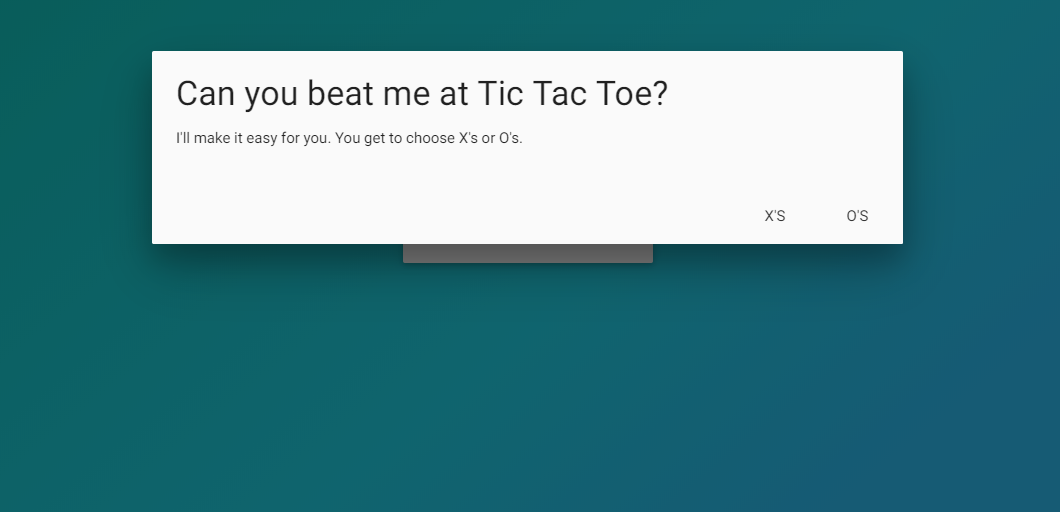 Can you beat me at Tic Tac Toe?
I'll make it easy for you. You get to choose X's or O's.
X'S O'S